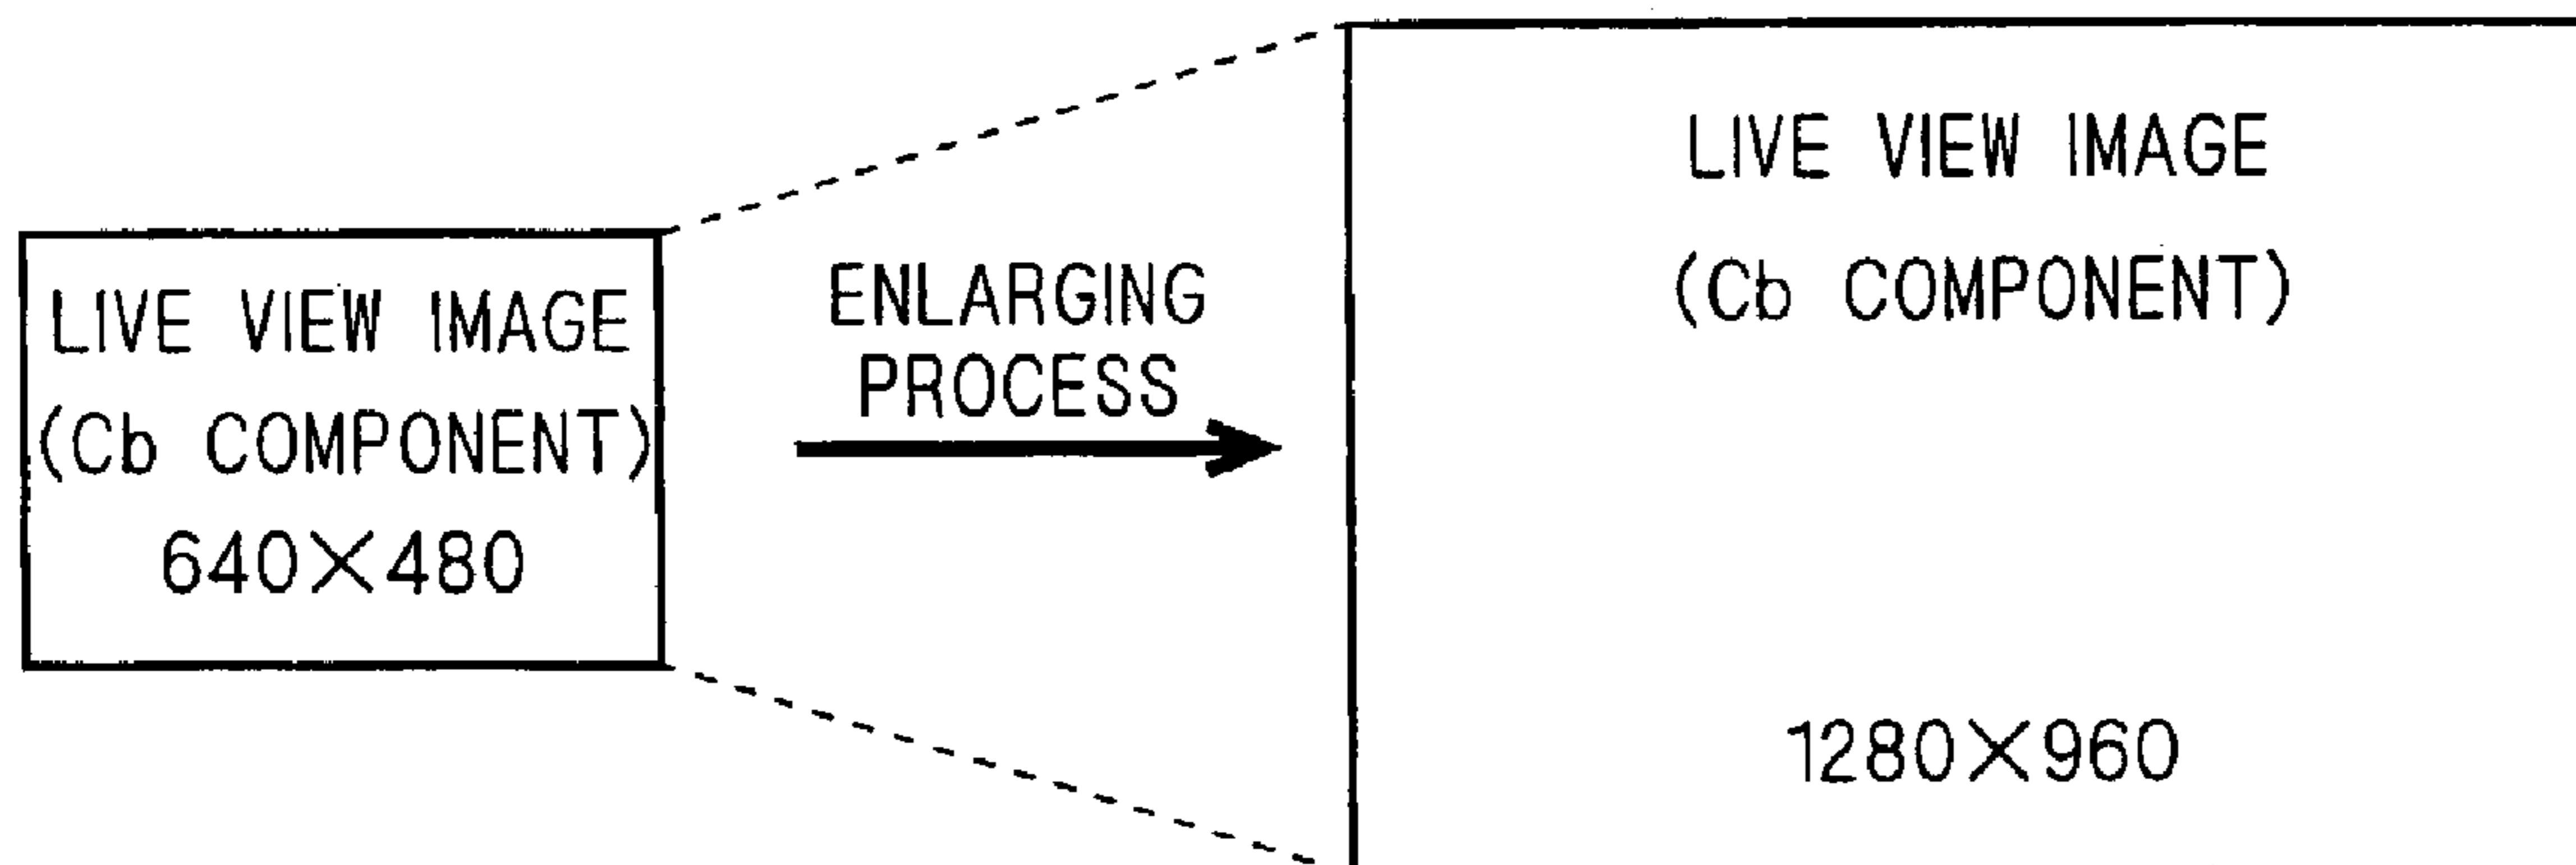 LIVE VIEW IMAGE
(Cb COMPONENT)
640×480
ENLARGING
PROCESS
LIVE VIEW IMAGE
(Cb COMPONENT)
1280×960